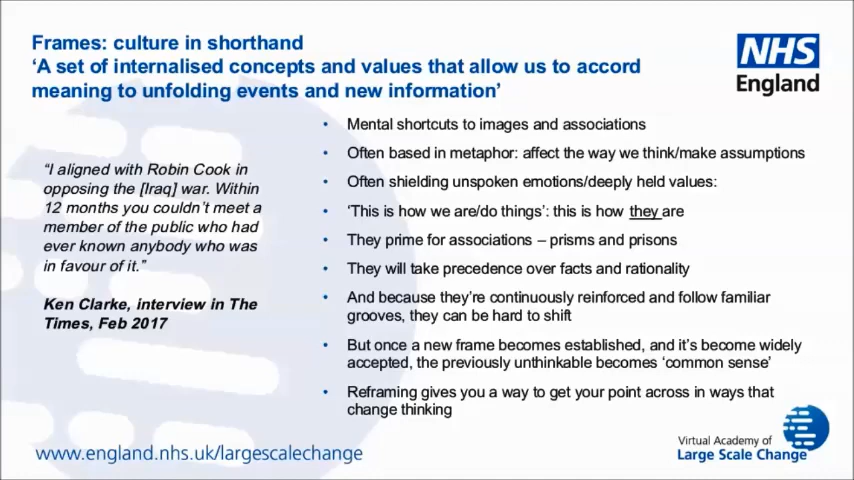 Frames: culture in shorthand
‘A set of internalised concepts and values that allow us to accord
meaning to unfolding events and new information’
NHS
England
“I aligned with Robin Cook in
opposing the [Iraq] war. Within
12 months you couldn’t meet a
member of the public who had
ever known anybody who was
in favour of it.”
Ken Clarke, interview in The
Times, Feb 2017
• Mental shortcuts to images and associations
• Often based in metaphor: affect the way we think/make assumptions
• Often shielding unspoken emotions/deeply held values:
• ‘This is how we are/do things’: this is how they are
• They prime for associations – prisms and prisons
• They will take precedence over facts and rationality
• And because they’re continuously reinforced and follow familiar
grooves, they can be hard to shift
• But once a new frame becomes established, and it’s become widely
accepted, the previously unthinkable becomes ‘common sense’
• Reframing gives you a way to get your point across in ways that
change thinking
www.england.nhs.uk/largescalechange
Virtual Academy of
Large Scale Change